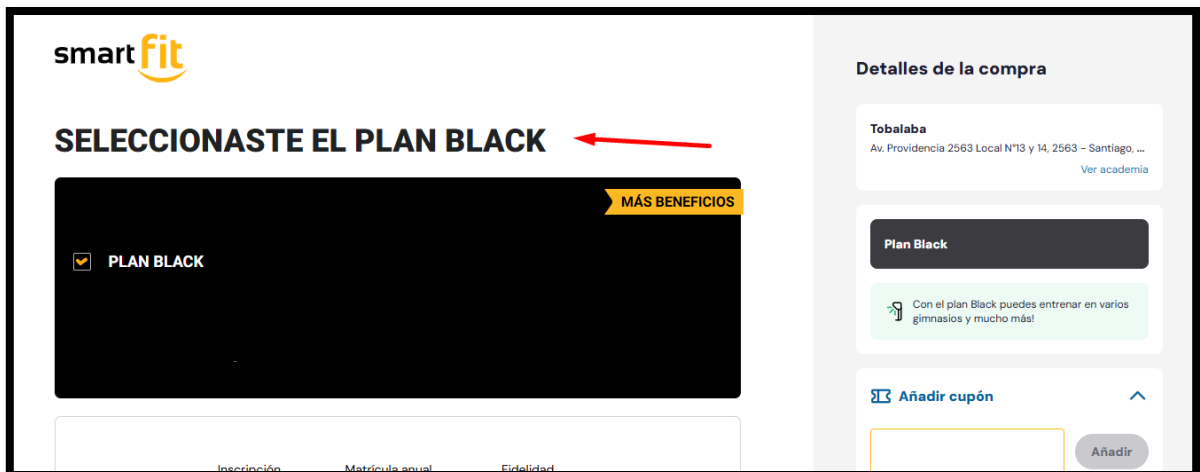 smart fit
SELECCIONASTE EL PLAN BLACK
MÁS BENEFICIOS
PLAN BLACK
Inscripción Matrícula anual Fidelidad
Detalles de la compra
Tobalaba
Av. Providencia 2563 Local N°13 y 14, 2563 - Santiago, ...
Ver academia
Plan Black
Con el plan Black puedes entrenar en varios
gimnasios y mucho más!
Añadir cupón
Añadir